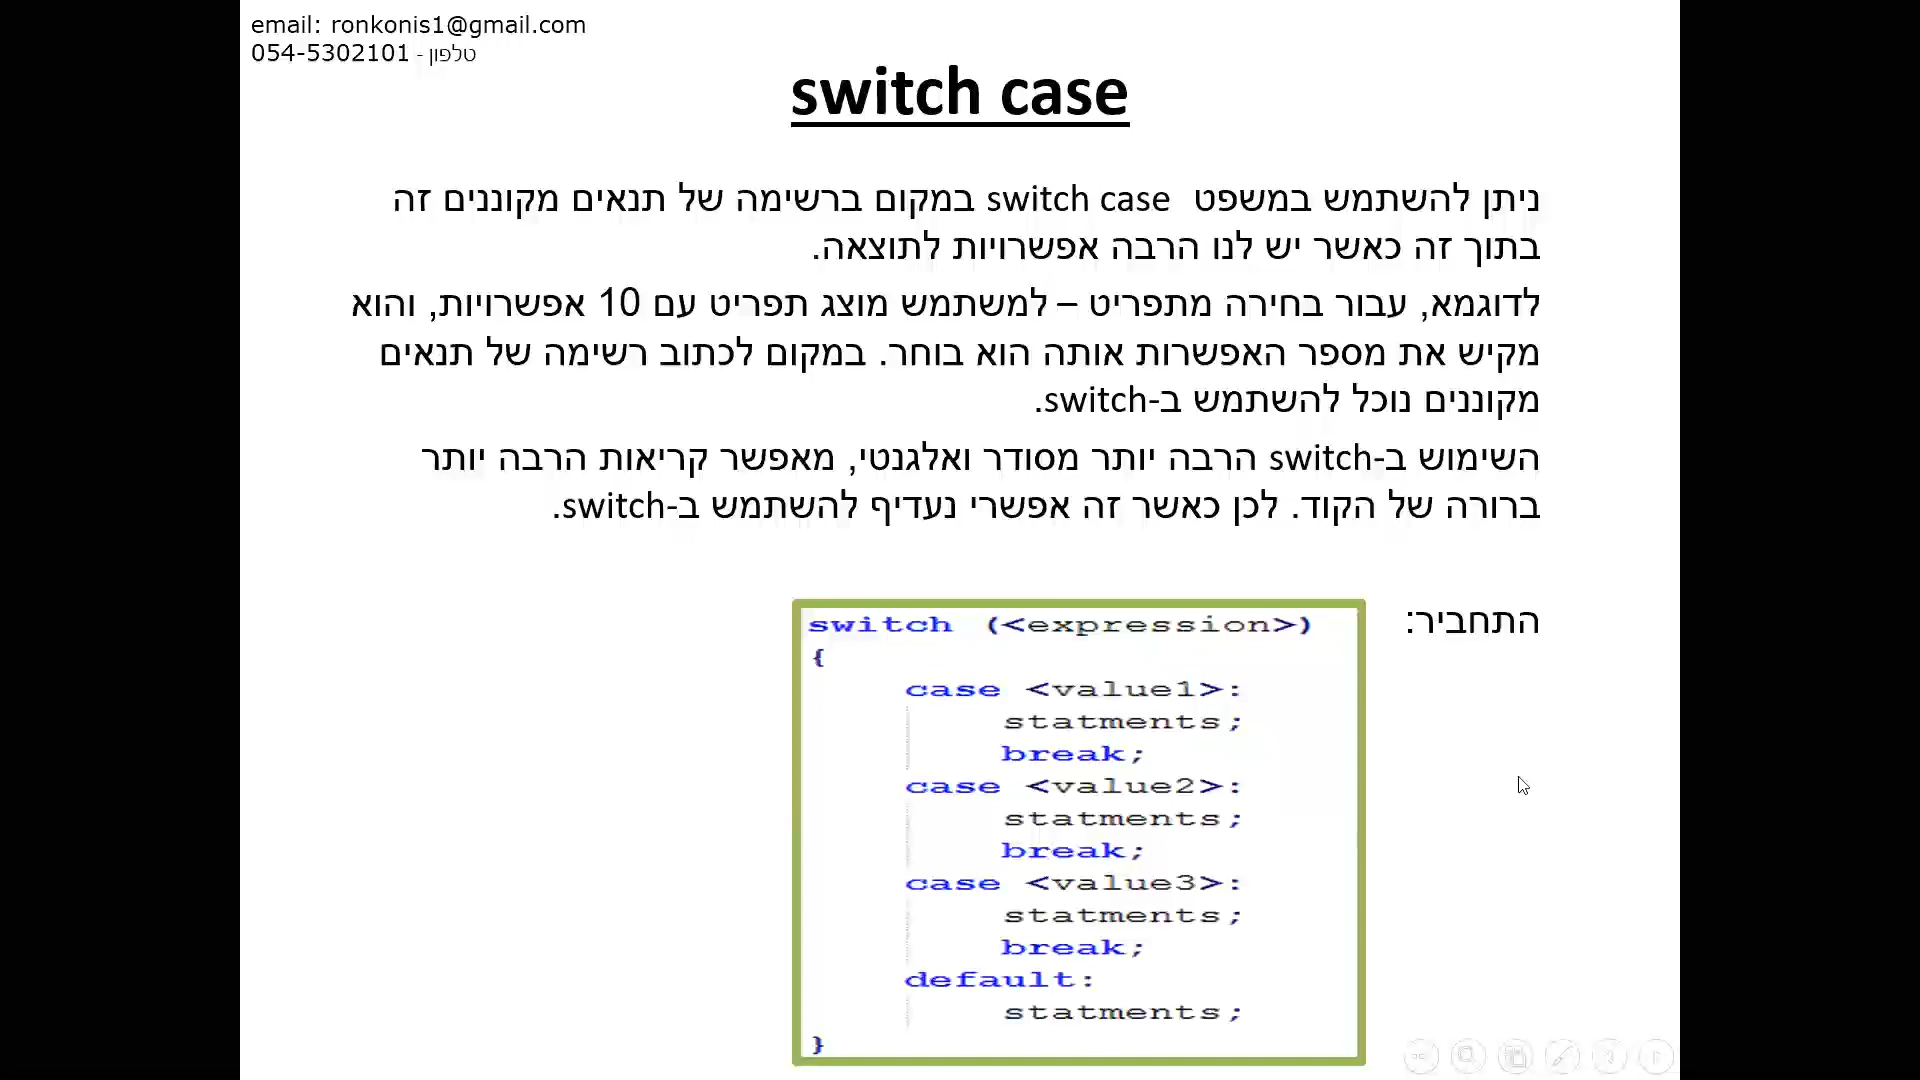 email: ronkonis1@gmail.com
טלפון - 054-5302101
switch case
ניתן להשתמש במשפט switch case במקום ברשימה של תנאים מקוננים זה
בתוך זה כאשר יש לנו הרבה אפשרויות לתוצאה.
לדוגמא, עבור בחירה מתפריט – למשתמש מוצג תפריט עם 10 אפשרויות, והוא
מקיש את מספר האפשרות אותה הוא בוחר. במקום לכתוב רשימה של תנאים
מקוננים נוכל להשתמש ב-switch.
השימוש ב-switch הרבה יותר מסודר ואלגנטי, מאפשר קריאות הרבה יותר
ברורה של הקוד. לכן כאשר זה אפשרי נעדיף להשתמש ב-switch.
התחביר:
switch (<expression>)
{
case <value1>:
statments;
break;
case <value2>:
statments;
break;
case <value3>:
statments;
break;
default:
statments;
}